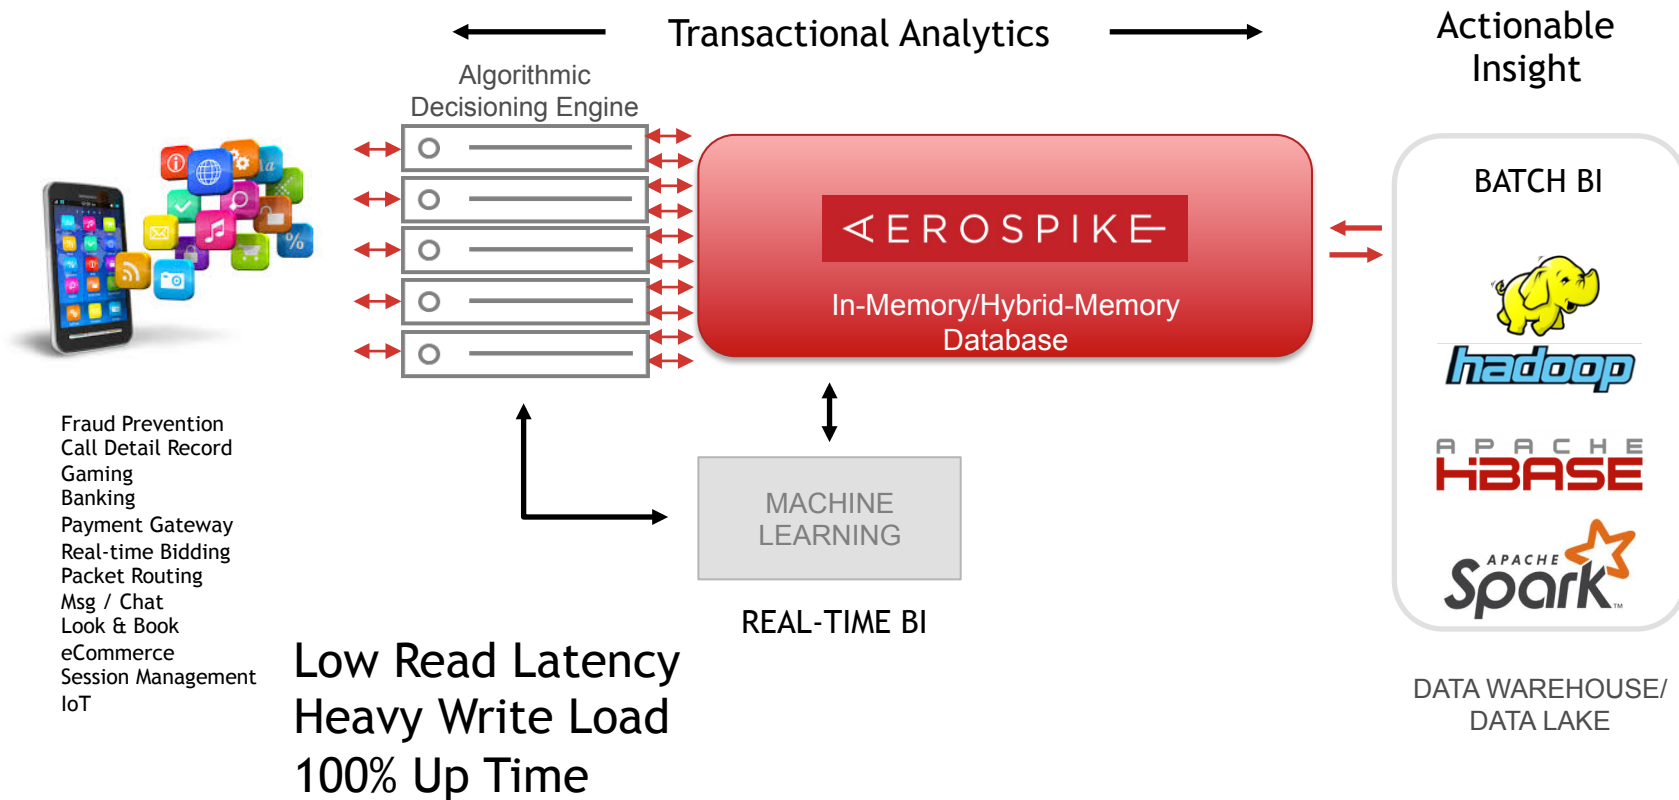 Transactional Analytics
Actionable
Insight
Algorithmic
Decisioning Engine
Aa
%
AEROSPIKE
In-Memory/Hybrid-Memory
Database
BATCH BI
hadoop
APACHE
HBASE
APACHE
Spark
TM
MACHINE
LEARNING
REAL-TIME BI
Fraud Prevention
Call Detail Record
Gaming
Banking
Payment Gateway
Real-time Bidding
Packet Routing
Msg / Chat
Look & Book
eCommerce
Session Management
IoT
Low Read Latency
Heavy Write Load
100% Up Time
DATA WAREHOUSE/
DATA LAKE